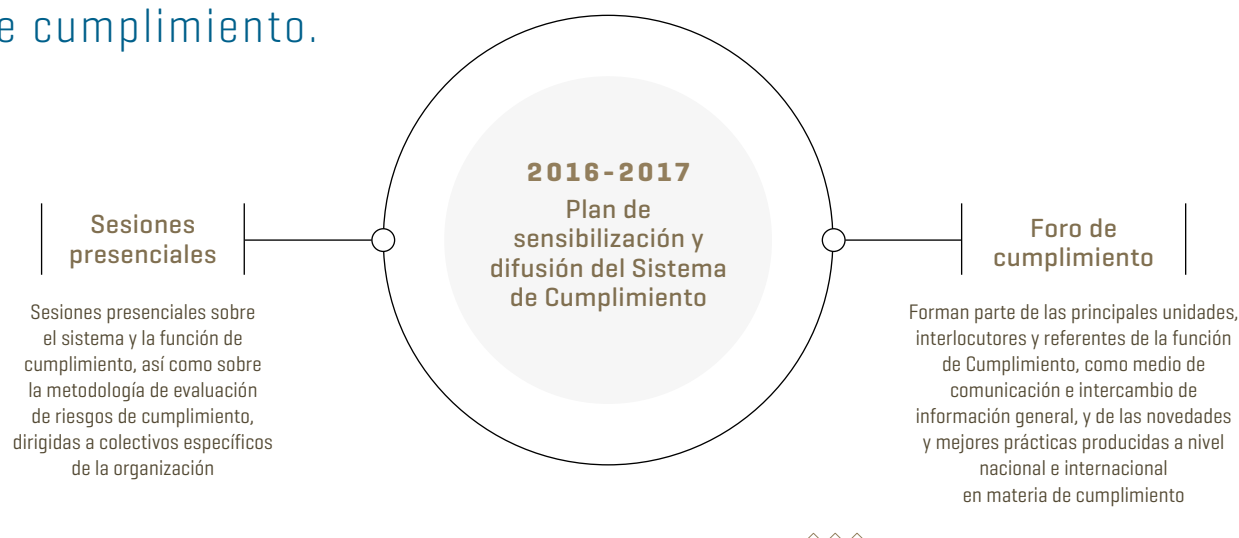 e cumplimiento.
2016-2017
Plan de
sensibilización y
difusión del Sistema
de Cumplimiento
Sesiones
presenciales
Sesiones presenciales sobre
el sistema y la función de
cumplimiento, así como sobre
la metodología de evaluación
de riesgos de cumplimiento,
dirigidas a colectivos específicos
de la organización
Foro de
cumplimiento
Forman parte de las principales unidades,
interlocutores y referentes de la función
de Cumplimiento, como medio de
comunicación e intercambio de
información general, y de las novedades
y mejores prácticas producidas a nivel
nacional e internacional
en materia de cumplimiento